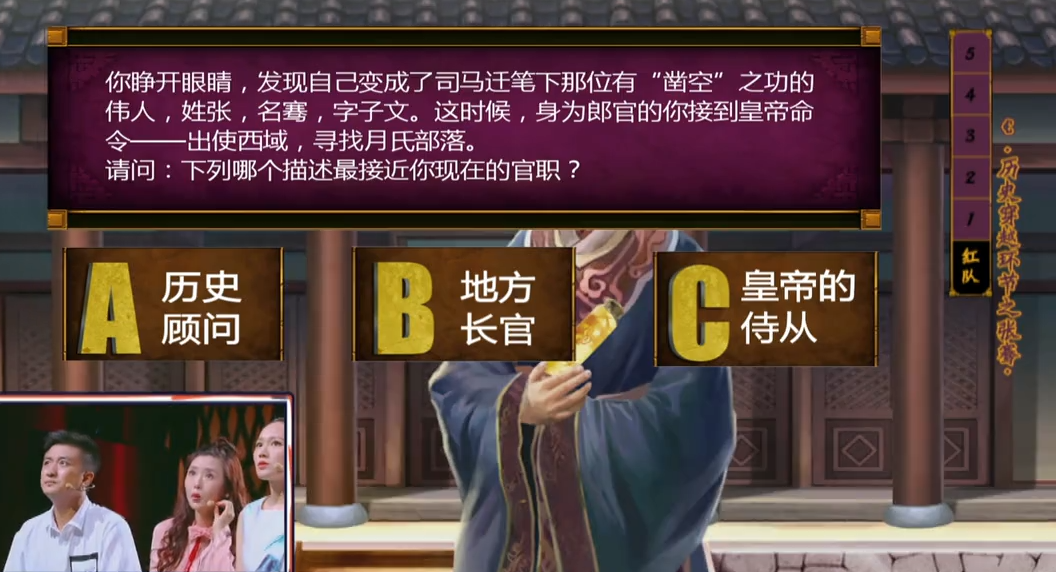 你睁开眼睛，发现自己变成了司马迁笔下那位有“凿空”之功的
伟人，姓张，名骞，字子文。这时候，身为郎官的你接到皇帝命
令——出使西域，寻找月氏部落。
请问：下列哪个描述最接近你现在的官职？
A 历史
顾问
B 地方
长官
C 皇帝的
侍从
5
4
3
2
1
红
队
·历史穿越环节之张骞·